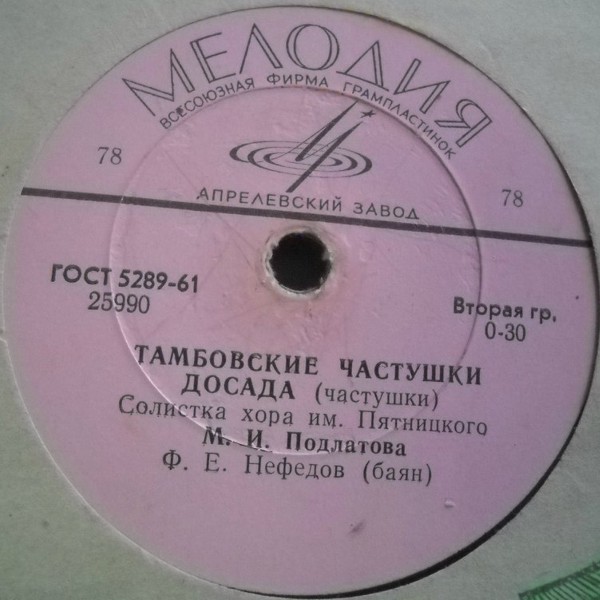 МЕЛОДИЯ
ВСЕСОЮЗНАЯ ФИРМА ГРАМПЛАСТИНОК
78
78
АПРЕЛЕВСКИЙ ЗАВОД
ГОСТ 5289-61
25990
Вторая гр.
0-30
ТАМБОВСКИЕ ЧАСТУШКИ
ДОСАДА (частушки)
Солистка хора им. Пятницкого
М. И. Подлатова
Ф. Е. Нефедов (баян)